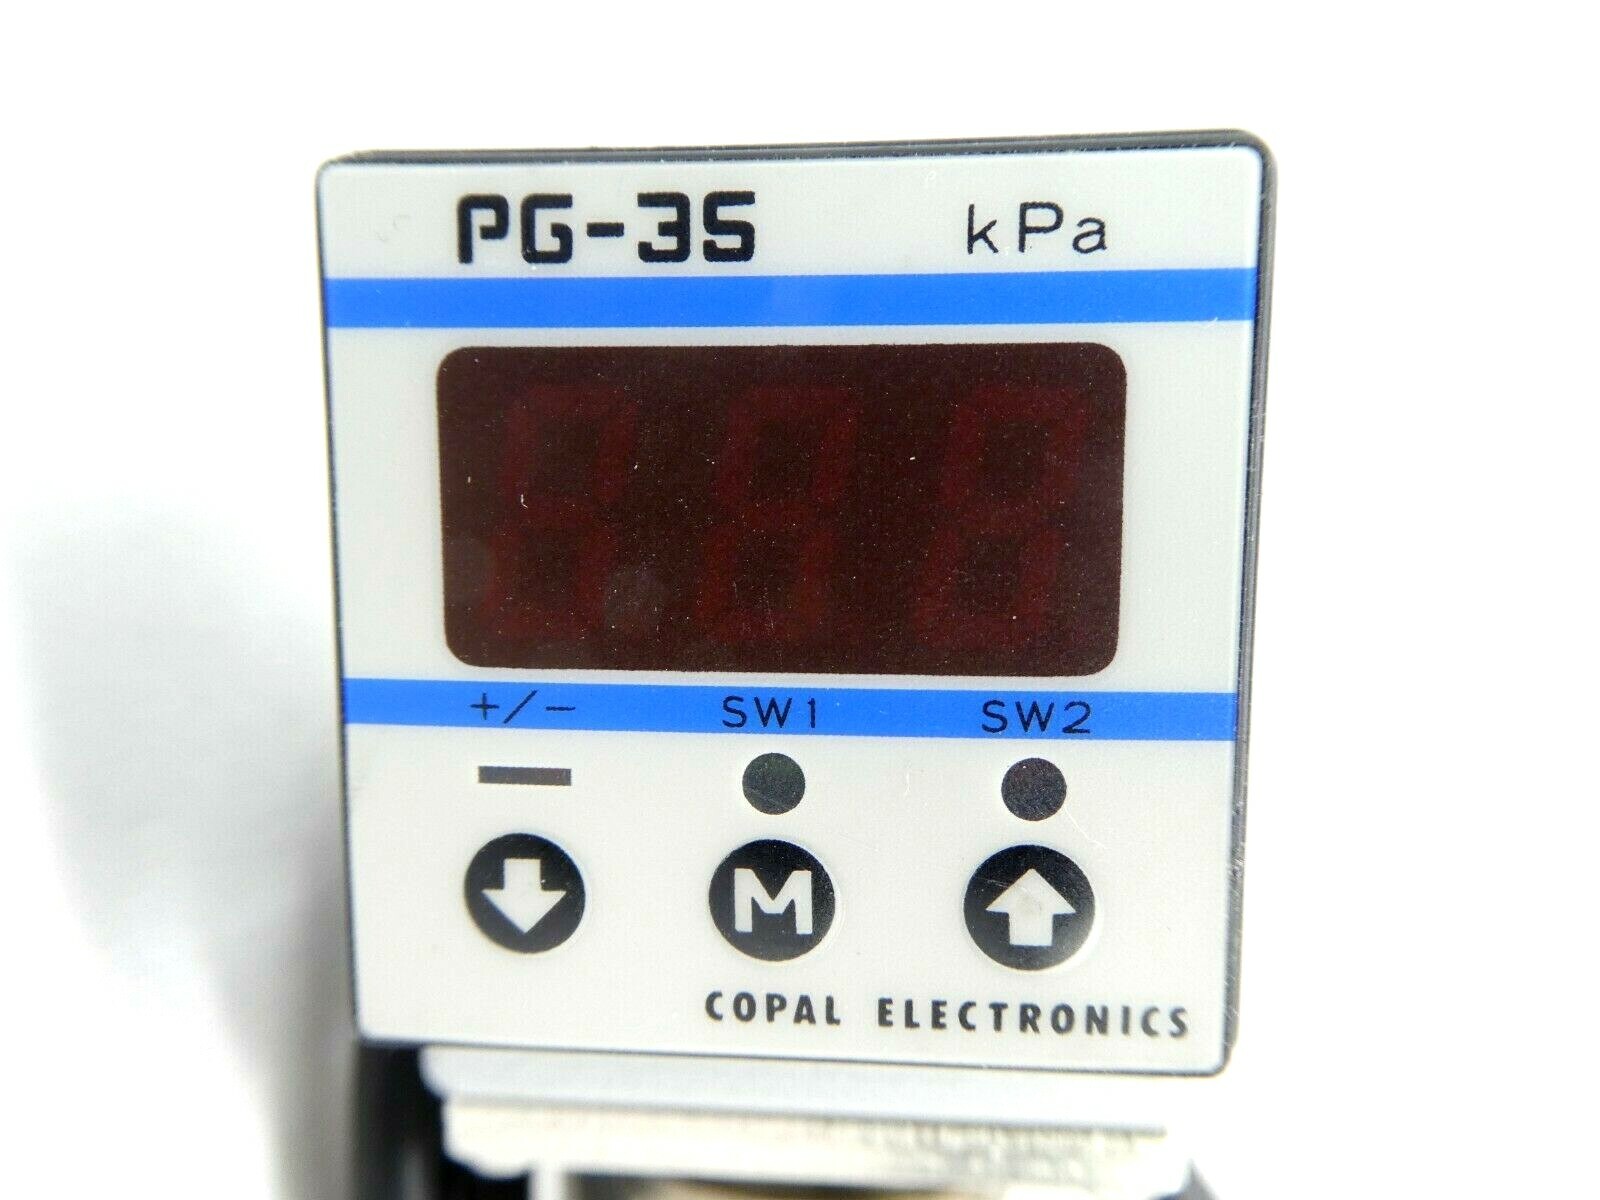 PG-35 kPa
+/- SW1 SW2
M
COPAL ELECTRONICS